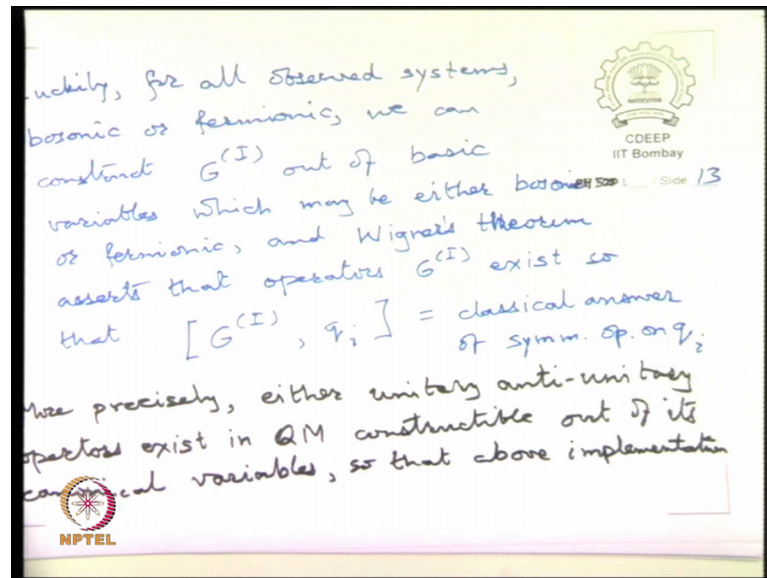 uckily, for all observed systems,
bosonic or fermionic, we can
construct G^(I) out of basic
variables which may be either bosonic
or fermionic, and Wigner's theorem
asserts that operators G^(I) exist so
that [G^(I), q_i] = classical answer
of symm. op. on q_i
More precisely, either unitary anti-unitary
opertors exist in QM constructible out of its
canonical variables, so that above implementation
CDEEP
IIT Bombay
Slide 13
NPTEL